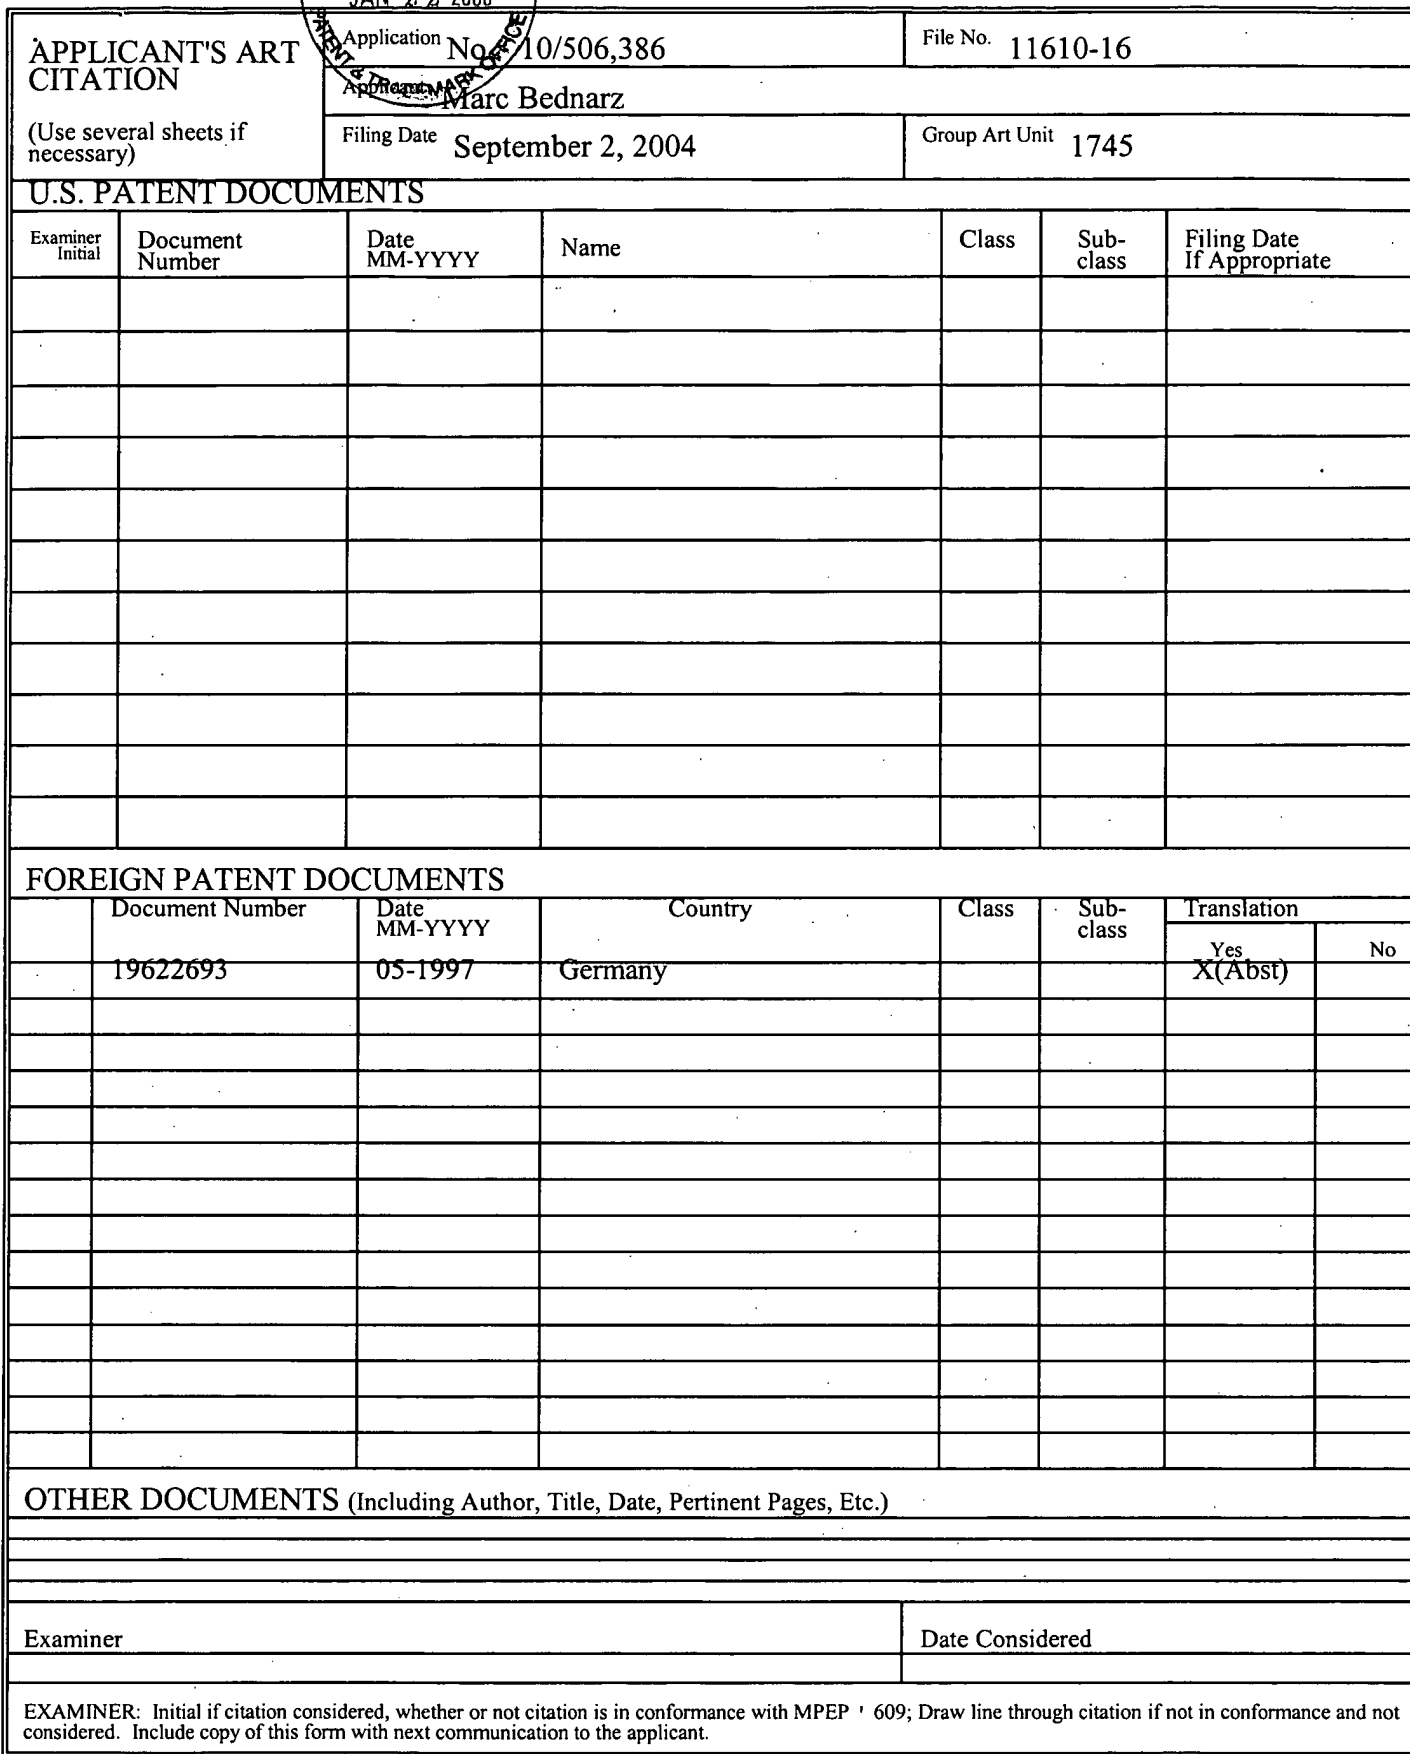 JAN 22
PATENT & TRADEMARK OFFICE
APPLICANT'S ART
CITATION
(Use several sheets if
necessary)
Application No. 10/506,386
File No. 11610-16
Applicant Marc Bednarz
Filing Date September 2, 2004
Group Art Unit 1745
U.S. PATENT DOCUMENTS
Examiner
Initial
Document
Number
Date
MM-YYYY
Name
Class
Sub-
class
Filing Date
If Appropriate
FOREIGN PATENT DOCUMENTS
Document Number
Date
MM-YYYY
Country
Class
Sub-
class
Translation
Yes
No
19622693 05-1997 Germany X(Abst)
OTHER DOCUMENTS (Including Author, Title, Date, Pertinent Pages, Etc.)
Examiner
Date Considered
EXAMINER: Initial if citation considered, whether or not citation is in conformance with MPEP ' 609; Draw line through citation if not in conformance and not
considered. Include copy of this form with next communication to the applicant.